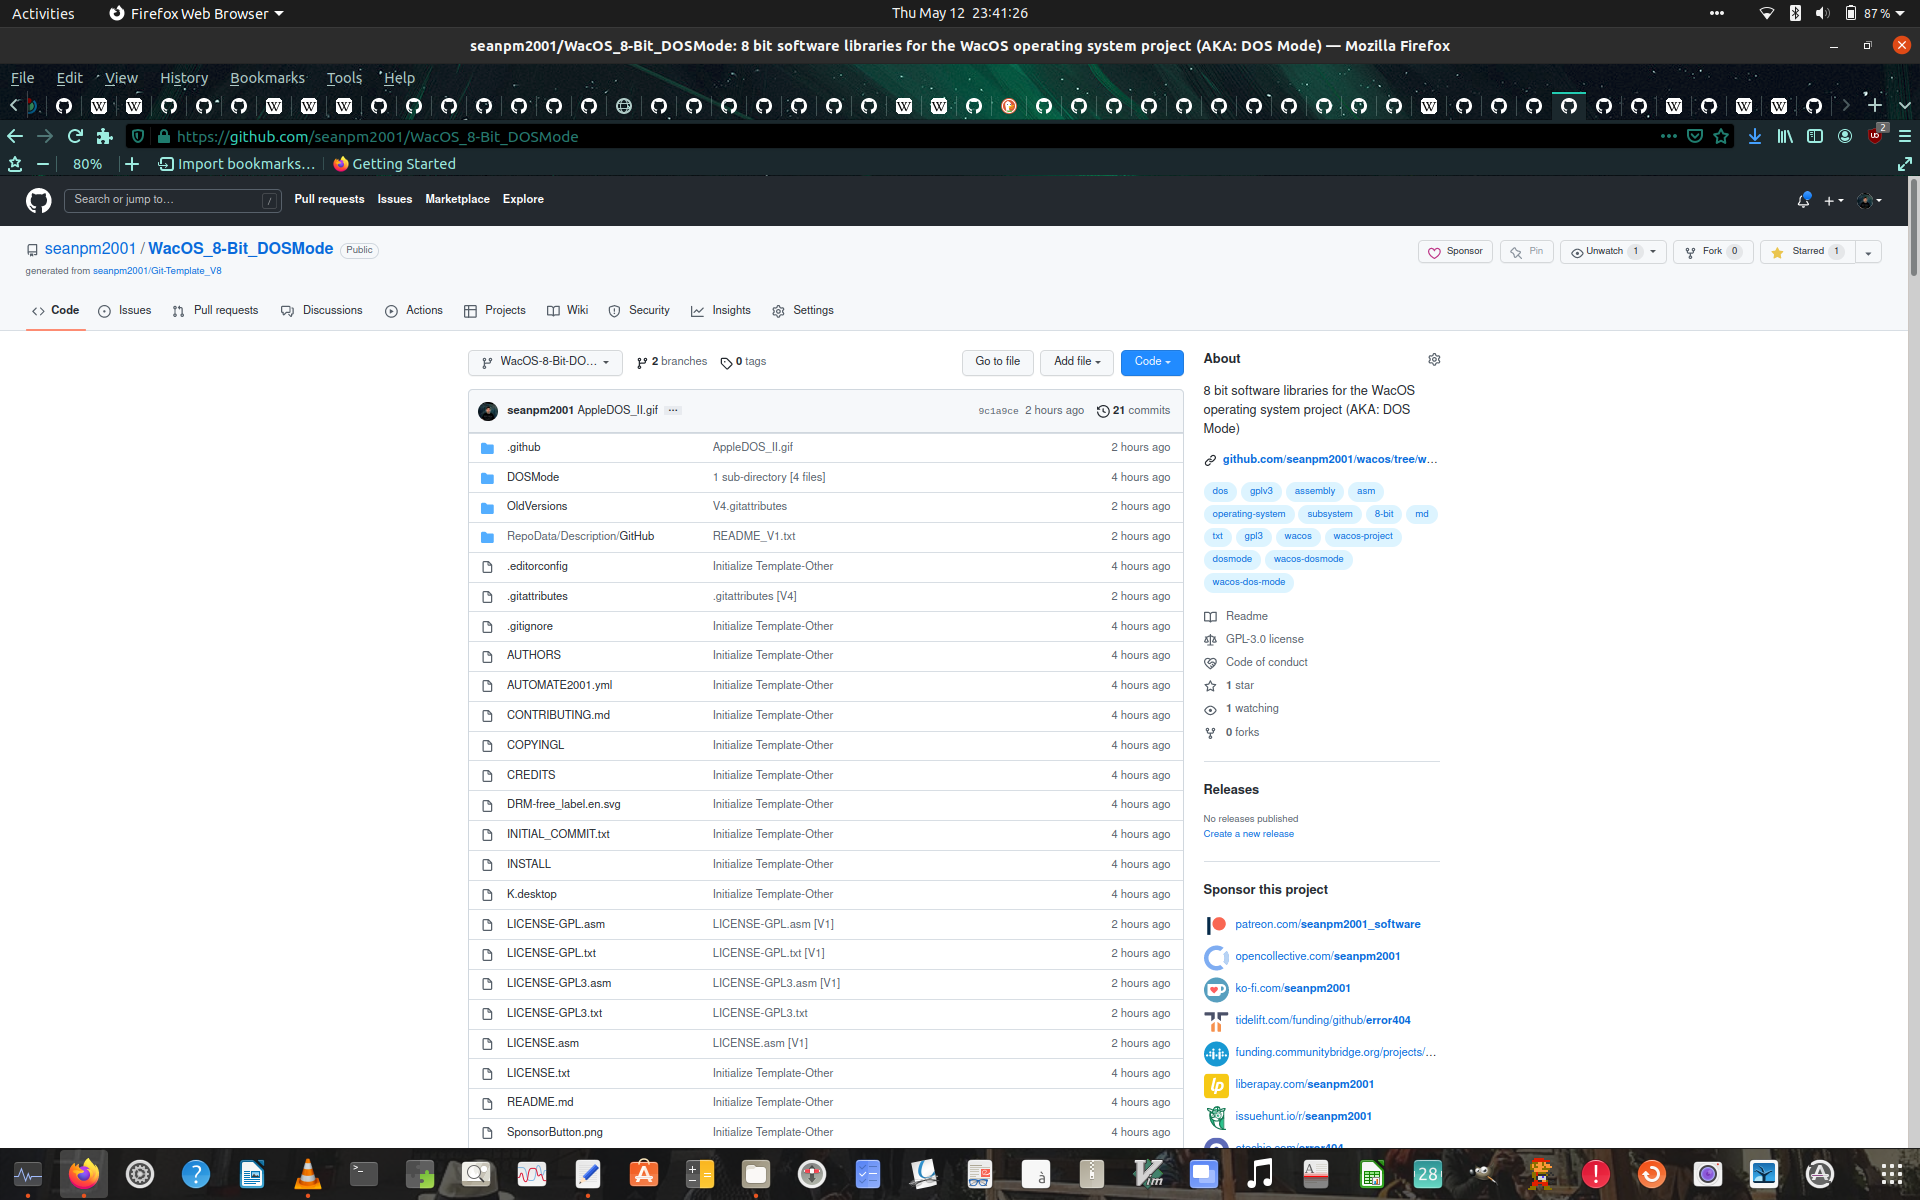 Activities
Firefox Web Browser
Thu May 12 23:41:26
87 %
seanpm2001/WacOS_8-Bit_DOSMode: 8 bit software libraries for the WacOS operating system project (AKA: DOS Mode) — Mozilla Firefox
File Edit View History Bookmarks Tools Help
https://github.com/seanpm2001/WacOS_8-Bit_DOSMode
2
80%
Import bookmarks...
Getting Started
Search or jump to...
/
Pull requests Issues Marketplace Explore
seanpm2001 / WacOS_8-Bit_DOSMode Public
generated from seanpm2001/Git-Template_V8
Sponsor
Pin
Unwatch 1
Fork 0
Starred 1
Code
Issues
Pull requests
Discussions
Actions
Projects
Wiki
Security
Insights
Settings
WacOS-8-Bit-DO...
2 branches
0 tags
Go to file
Add file
Code
seanpm2001 AppleDOS_II.gif ...
9c1a9ce 2 hours ago 21 commits
.github AppleDOS_II.gif 2 hours ago
DOSMode 1 sub-directory [4 files] 4 hours ago
OldVersions V4.gitattributes 2 hours ago
RepoData/Description/GitHub README_V1.txt 2 hours ago
.editorconfig Initialize Template-Other 4 hours ago
.gitattributes .gitattributes [V4] 2 hours ago
.gitignore Initialize Template-Other 4 hours ago
AUTHORS Initialize Template-Other 4 hours ago
AUTOMATE2001.yml Initialize Template-Other 4 hours ago
CONTRIBUTING.md Initialize Template-Other 4 hours ago
COPYINGL Initialize Template-Other 4 hours ago
CREDITS Initialize Template-Other 4 hours ago
DRM-free_label.en.svg Initialize Template-Other 4 hours ago
INITIAL_COMMIT.txt Initialize Template-Other 4 hours ago
INSTALL Initialize Template-Other 4 hours ago
K.desktop Initialize Template-Other 4 hours ago
LICENSE-GPL.asm LICENSE-GPL.asm [V1] 2 hours ago
LICENSE-GPL.txt LICENSE-GPL.txt [V1] 2 hours ago
LICENSE-GPL3.asm LICENSE-GPL3.asm [V1] 2 hours ago
LICENSE-GPL3.txt LICENSE-GPL3.txt 2 hours ago
LICENSE.asm LICENSE.asm [V1] 2 hours ago
LICENSE.txt Initialize Template-Other 4 hours ago
README.md Initialize Template-Other 4 hours ago
SponsorButton.png Initialize Template-Other 4 hours ago
About
8 bit software libraries for the WacOS
operating system project (AKA: DOS
Mode)
github.com/seanpm2001/wacos/tree/w...
dos gplv3 assembly asm
operating-system subsystem 8-bit md
txt gpl3 wacos wacos-project
dosmode wacos-dosmode
wacos-dos-mode
Readme
GPL-3.0 license
Code of conduct
1 star
1 watching
0 forks
Releases
No releases published
Create a new release
Sponsor this project
patreon.com/seanpm2001_software
opencollective.com/seanpm2001
ko-fi.com/seanpm2001
tidelift.com/funding/github/error404
funding.communitybridge.org/projects/...
liberapay.com/seanpm2001
issuehunt.io/r/seanpm2001
28